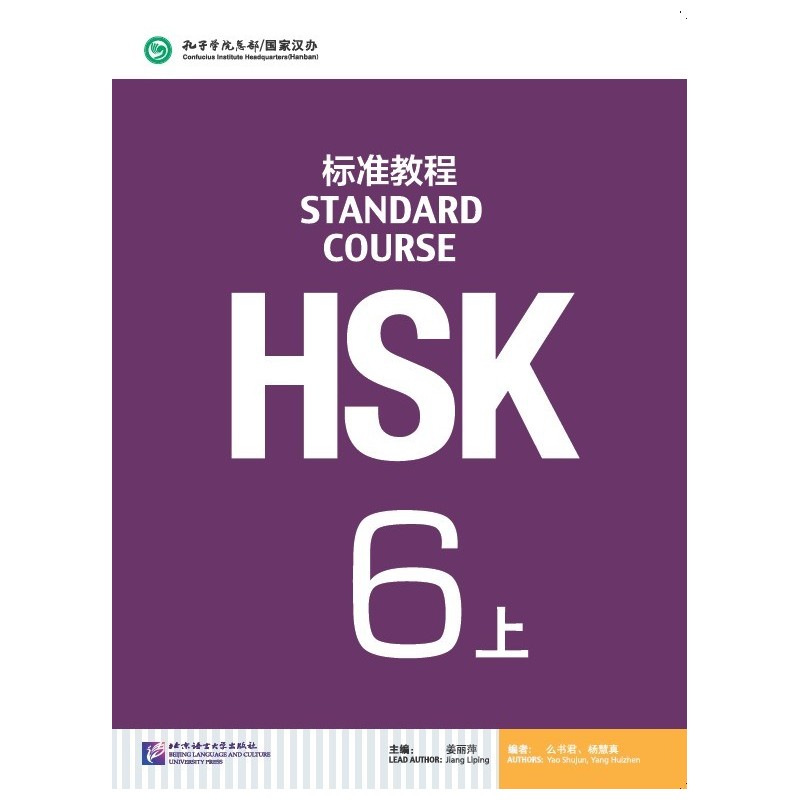 孔子学院总部/国家汉办
Confucius Institute Headquarters(Hanban)
标准教程
STANDARD
COURSE
HSK
6上
北京语言大学出版社
BEIJING LANGUAGE AND CULTURE
UNIVERSITY PRESS
主编: 姜丽萍
LEAD AUTHOR: Jiang Liping
编者: 么书君、杨慧真
AUTHORS: Yao Shujun, Yang Huizhen